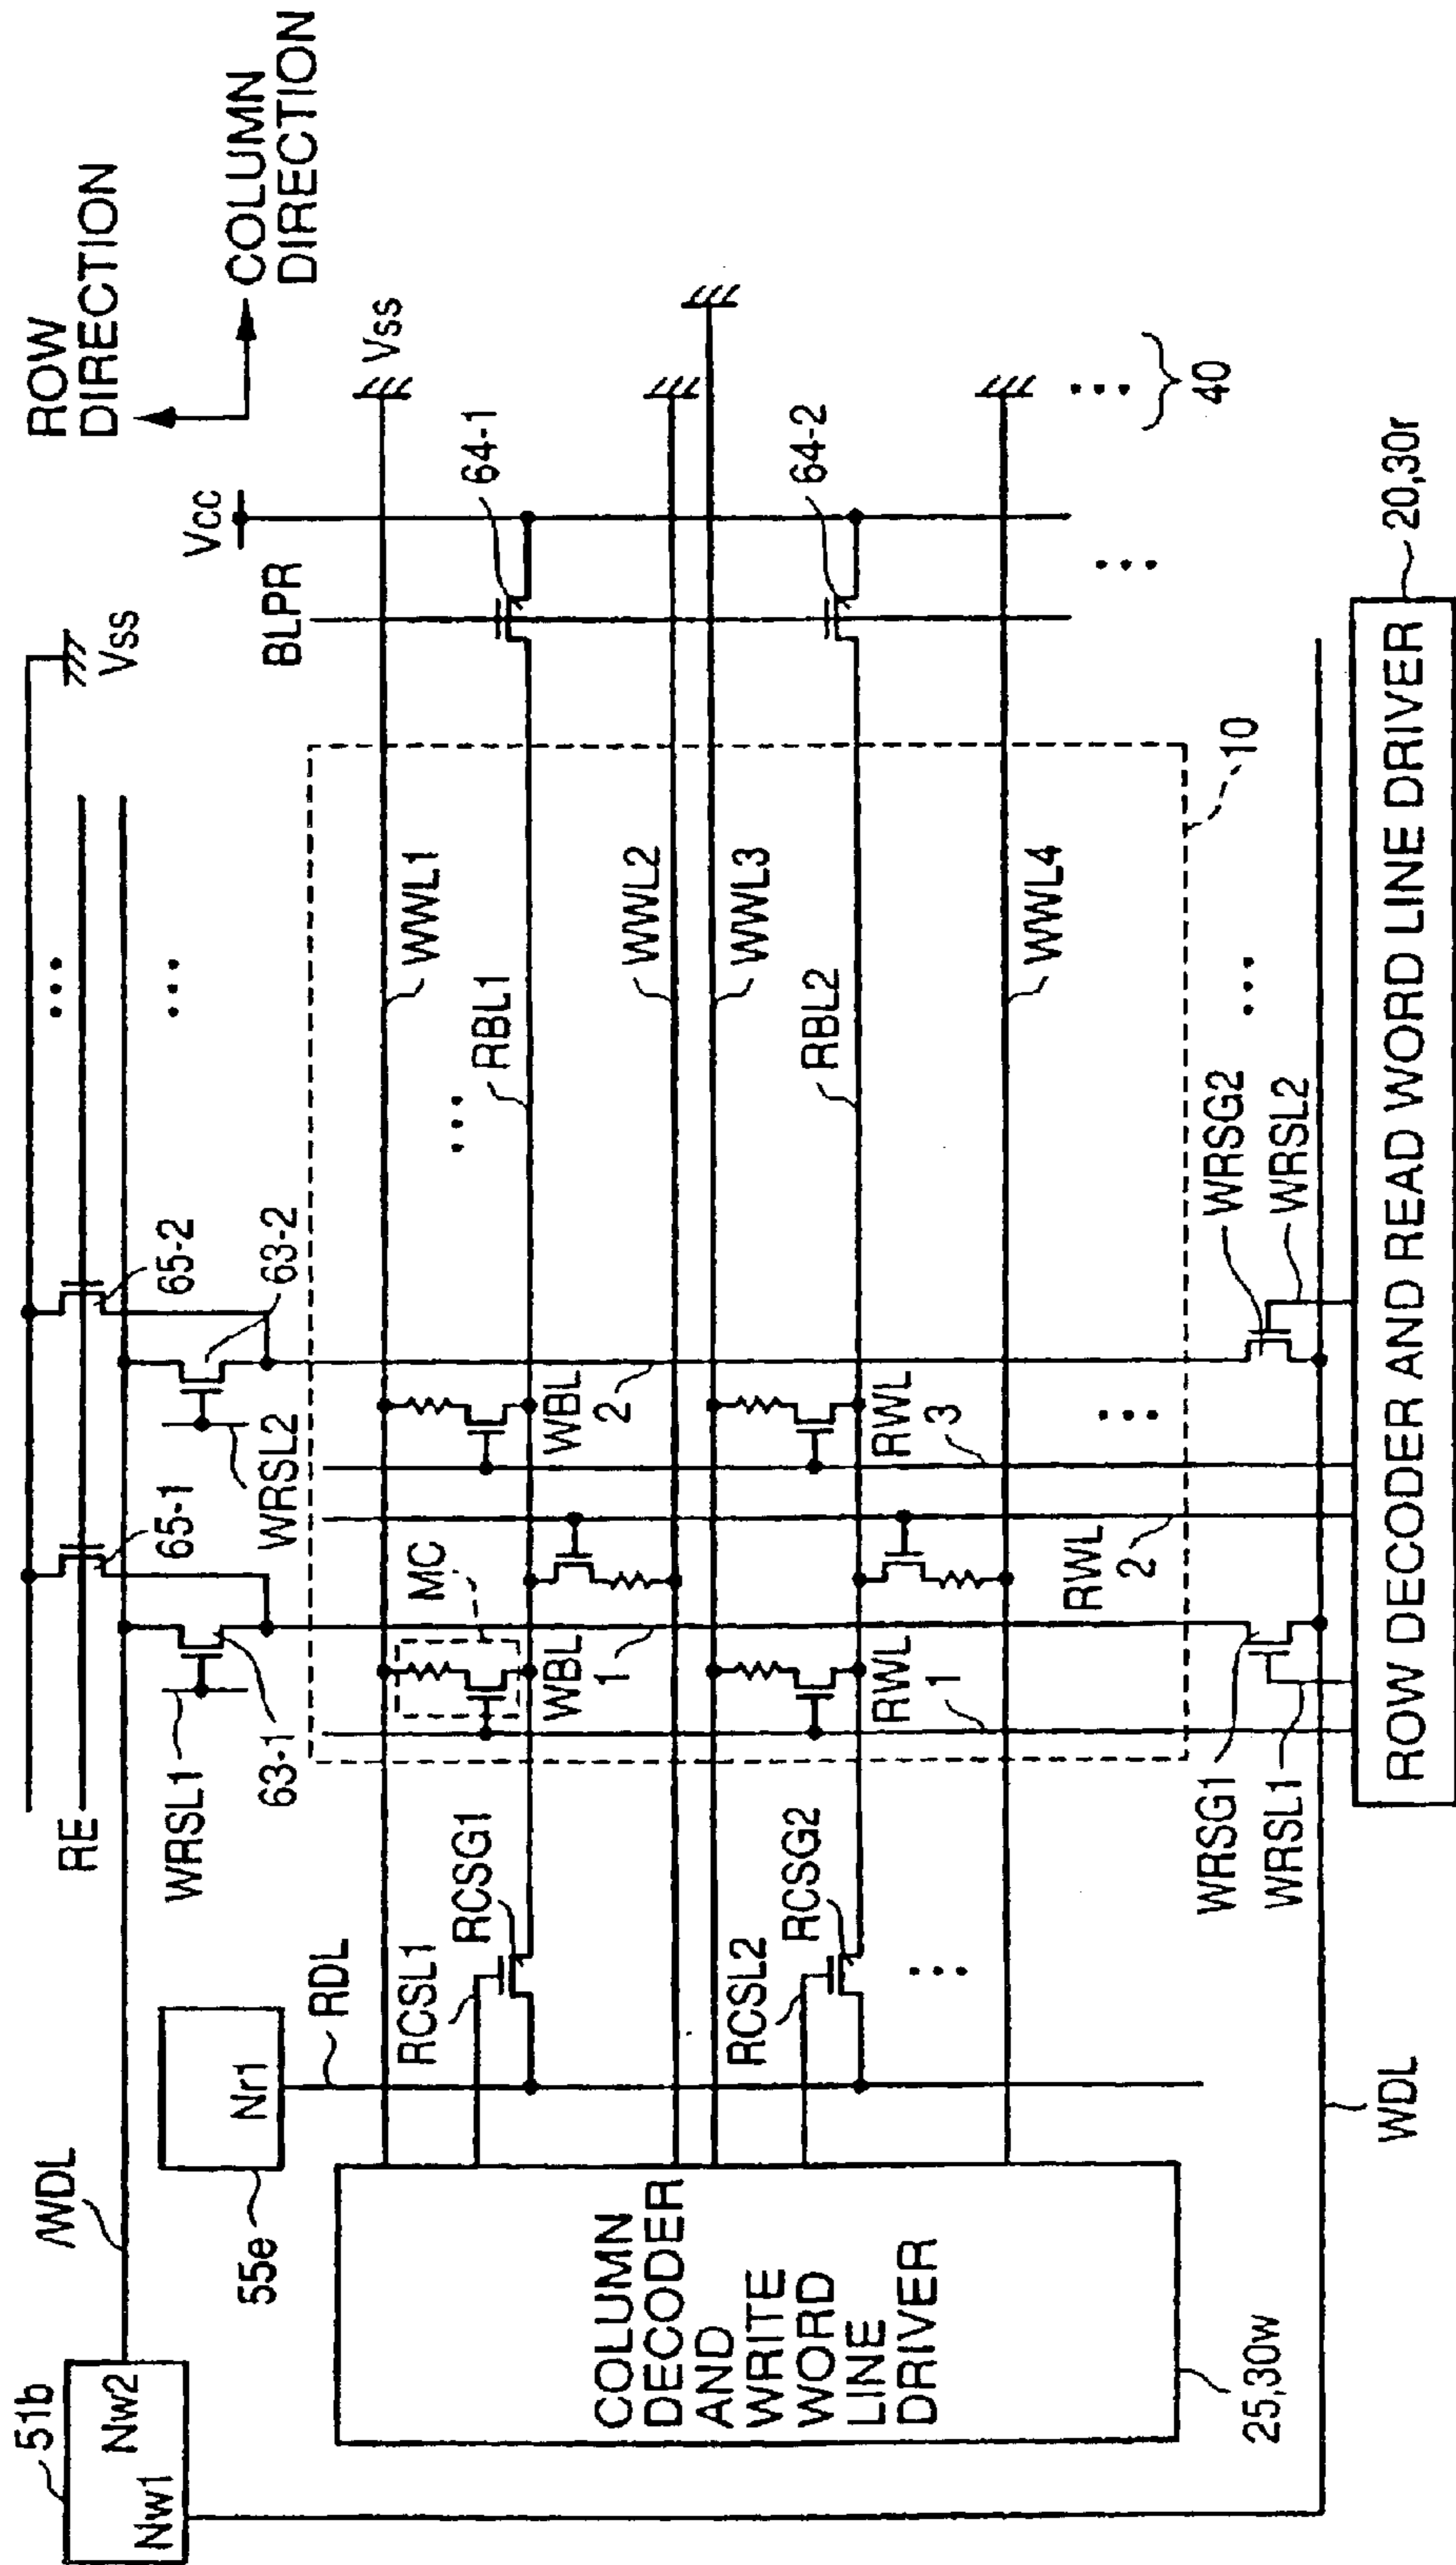 51b
Nw1
Nw2
/WDL
55e
Nr1
RDL
RE
WRSL1
63-1
65-1
WRSL2
63-2
65-2
...
...
Vss
ROW
DIRECTION
COLUMN
DIRECTION
Vcc
BLPR
Vss
64-1
64-2
40
...
...
COLUMN
DECODER
AND
WRITE
WORD
LINE
DRIVER
25,30w
RCSL1
RCSG1
RCSL2
RCSG2
...
MC
WBL
1
WBL
2
RWL
1
RWL
2
RWL
3
...
...
WWL1
RBL1
WWL2
WWL3
RBL2
WWL4
10
...
WRSG1
WRSL1
WRSG2
WRSL2
WDL
ROW DECODER AND READ WORD LINE DRIVER
20,30r